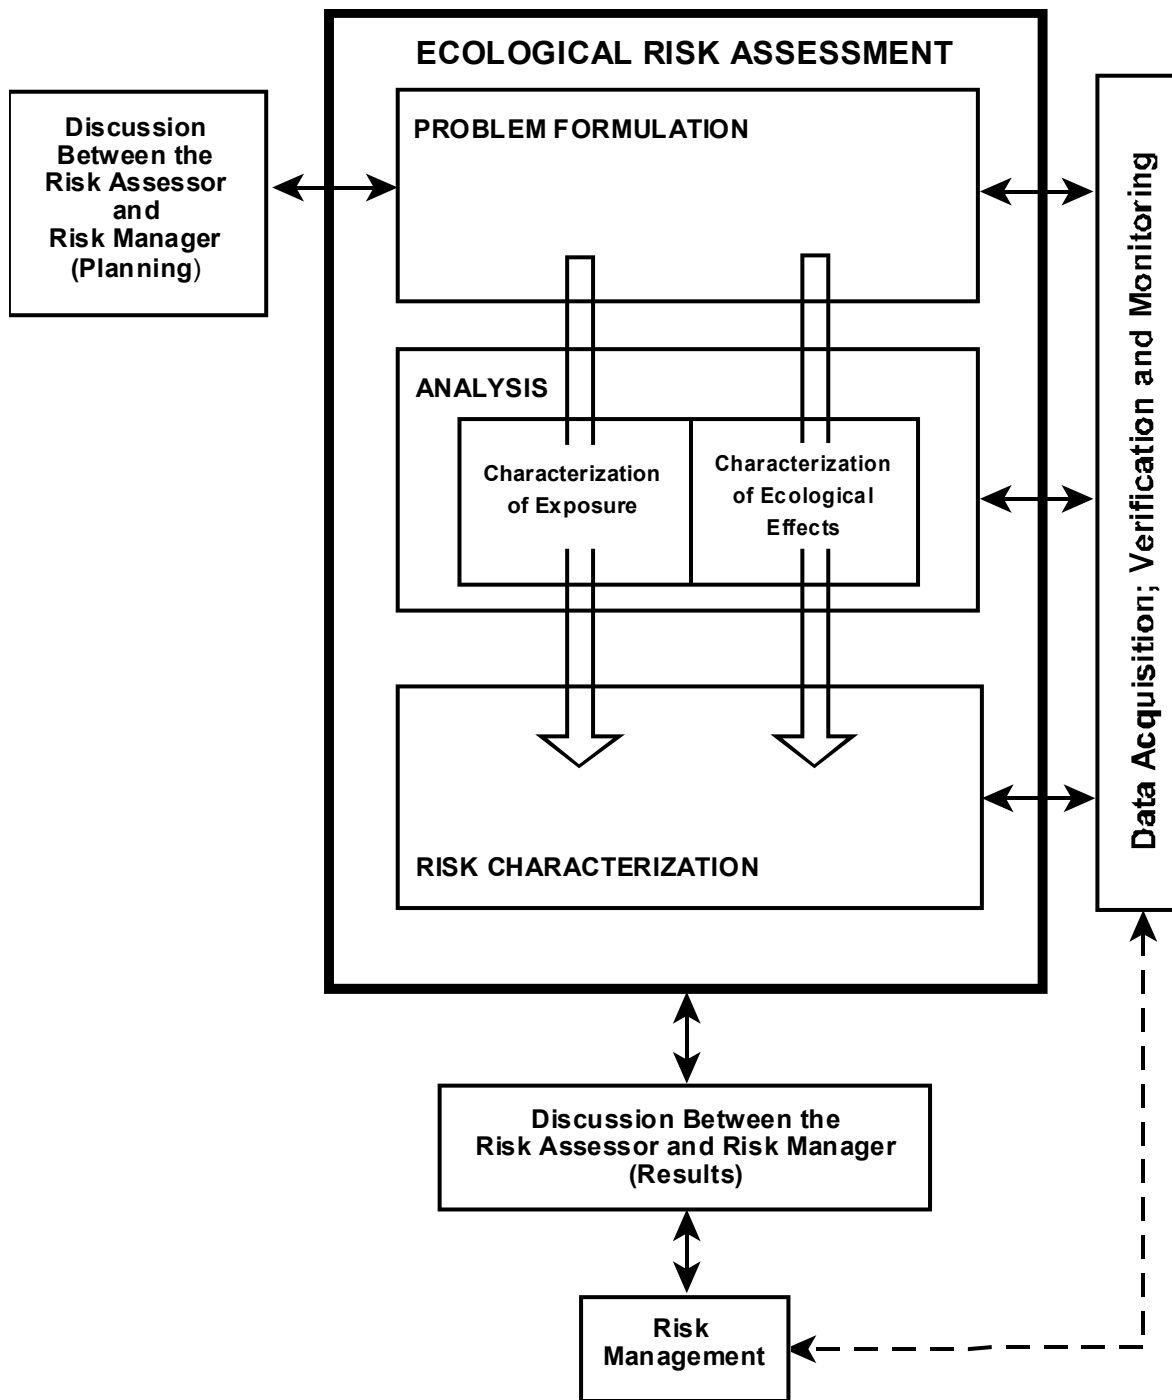 ECOLOGICAL RISK ASSESSMENT
Discussion
Between the
Risk Assessor
and
Risk Manager
(Planning)
PROBLEM FORMULATION
ANALYSIS
Characterization
of Exposure
Characterization
of Ecological
Effects
RISK CHARACTERIZATION
Data Acquisition; Verification and Monitoring
Discussion Between the
Risk Assessor and Risk Manager
(Results)
Risk
Management